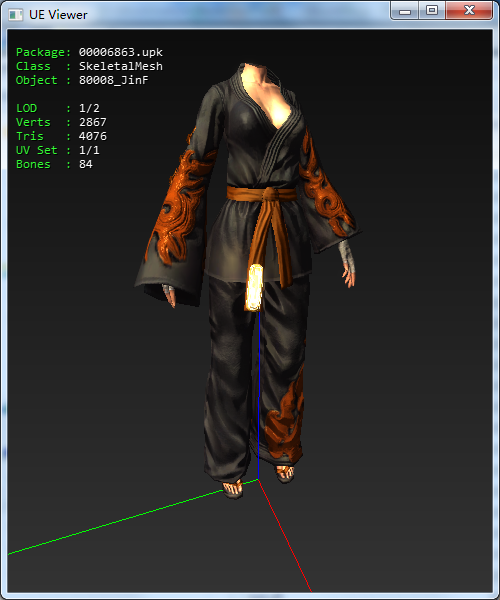 UE Viewer
Package: 00006863.upk
Class  : SkeletalMesh
Object : 80008_JinF
LOD    : 1/2
Verts  : 2867
Tris   : 4076
UV Set : 1/1
Bones  : 84